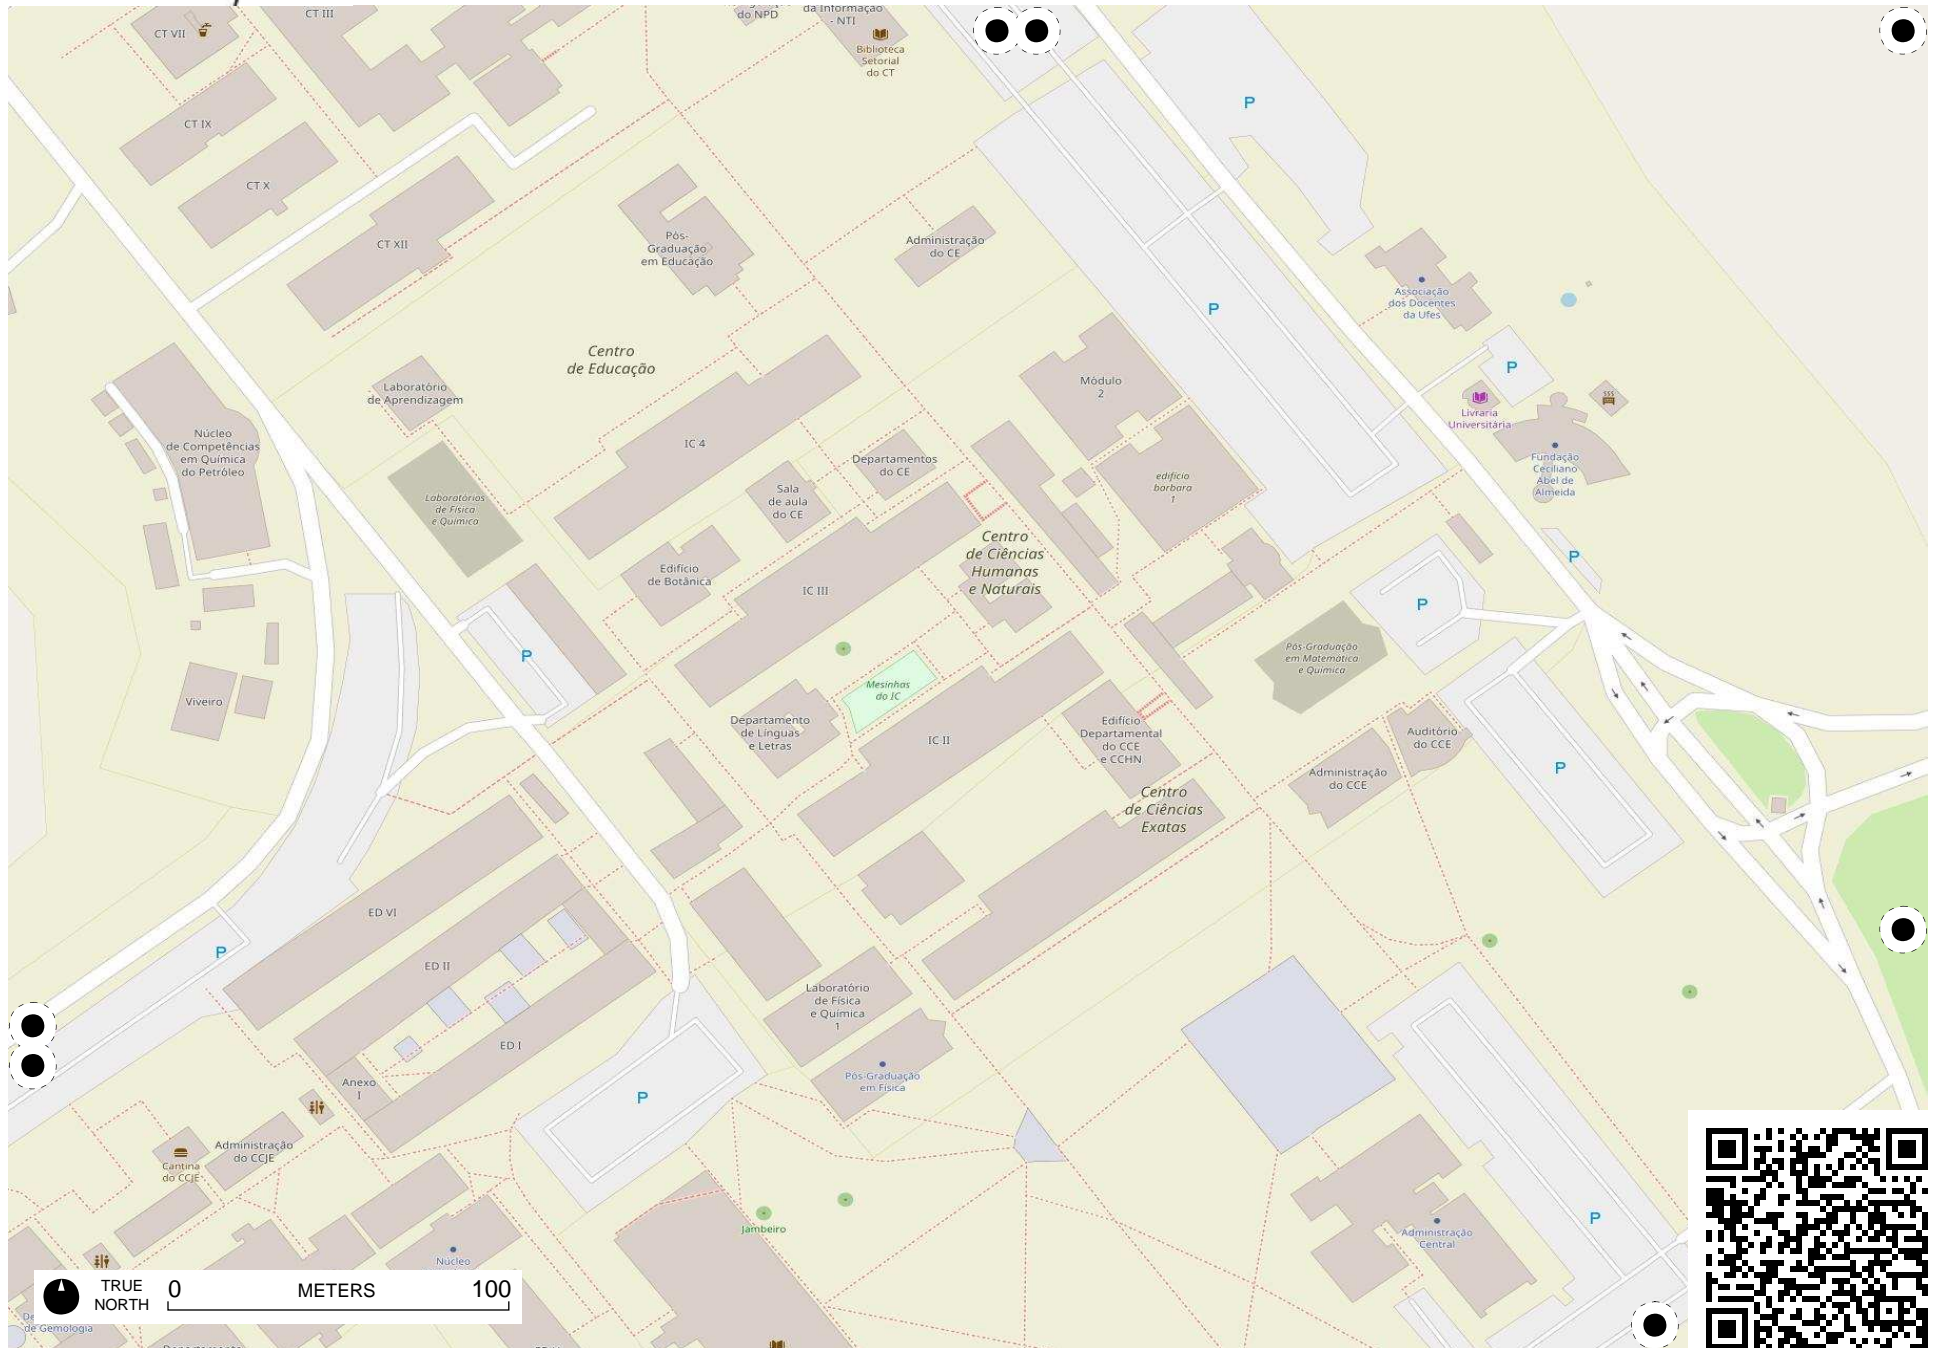 CT III
do NPD
da Informação
- NTI
CT VII
Biblioteca
Setorial
do CT
P
CT IX
CT X
CT XII
Pós-
Graduação
em Educação
Administração
do CE
Associação
dos Docentes
da Ufes
P
Centro
de Educação
P
Laboratório
de Aprendizagem
Módulo
2
Livraria
Universitária
Núcleo
de Competências
em Química
do Petróleo
IC 4
Departamentos
do CE
Fundação
Ceciliano
Abel de
Almeida
Laboratórios
de Física
e Química
Sala
de aula
do CE
edifício
barbara
1
Centro
de Ciências
Humanas
e Naturais
P
Edifício
de Botânica
IC III
P
P
Pós-Graduação
em Matemática
e Química
Mesinhas
do IC
Viveiro
Departamento
de Línguas
e Letras
IC II
Edifício
Departamental
do CCE
e CCHN
Auditório
do CCE
Administração
do CCE
P
Centro
de Ciências
Exatas
ED VI
P
ED II
Laboratório
de Física
e Química
1
ED I
Pós-Graduação
em Física
Anexo
I
P
Administração
do CCJE
Cantina
do CCJE
Jambeiro
P
Administração
Central
Núcleo
TRUE
NORTH
0 METERS 100
de Gemologia